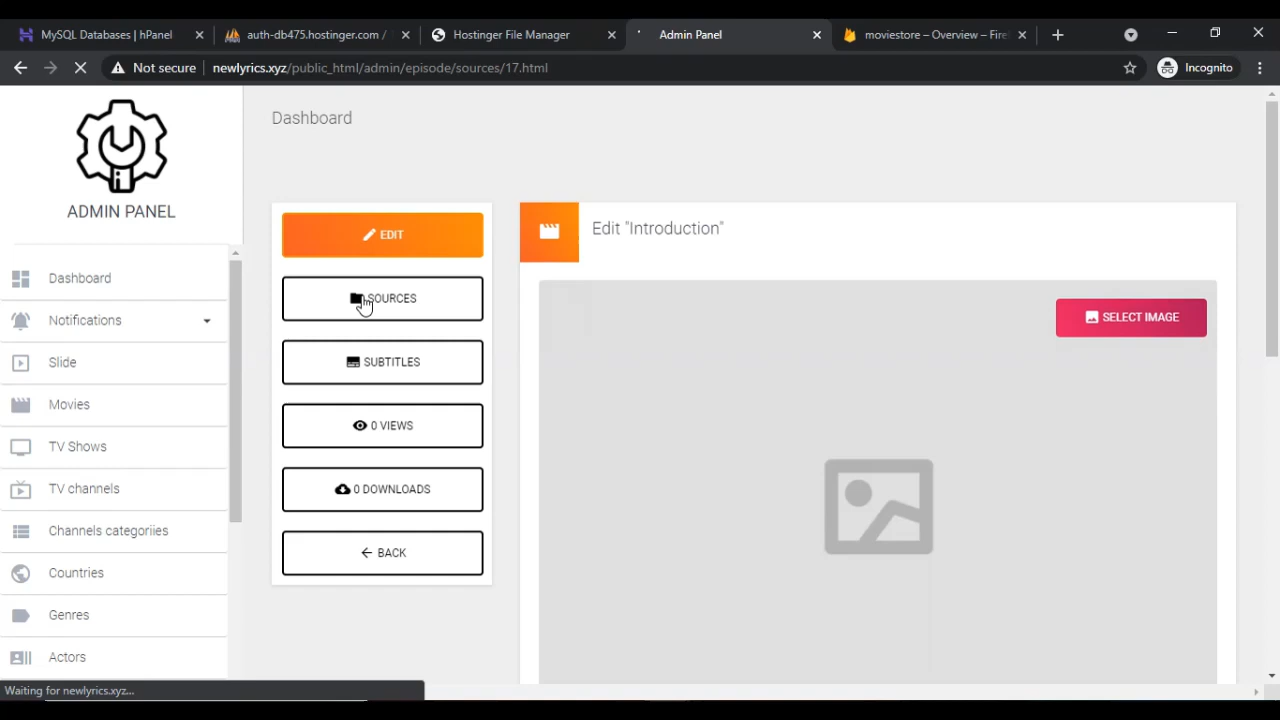 MySQL Databases | hPanel
auth-db475.hostinger.com /
Hostinger File Manager
Admin Panel
moviestore – Overview – Fire
Not secure
newlyrics.xyz/public_html/admin/episode/sources/17.html
Incognito
ADMIN PANEL
Dashboard
Notifications
Slide
Movies
TV Shows
TV channels
Channels categoriies
Countries
Genres
Actors
Dashboard
EDIT
SOURCES
SUBTITLES
0 VIEWS
0 DOWNLOADS
BACK
Edit "Introduction"
SELECT IMAGE
Waiting for newlyrics.xyz...